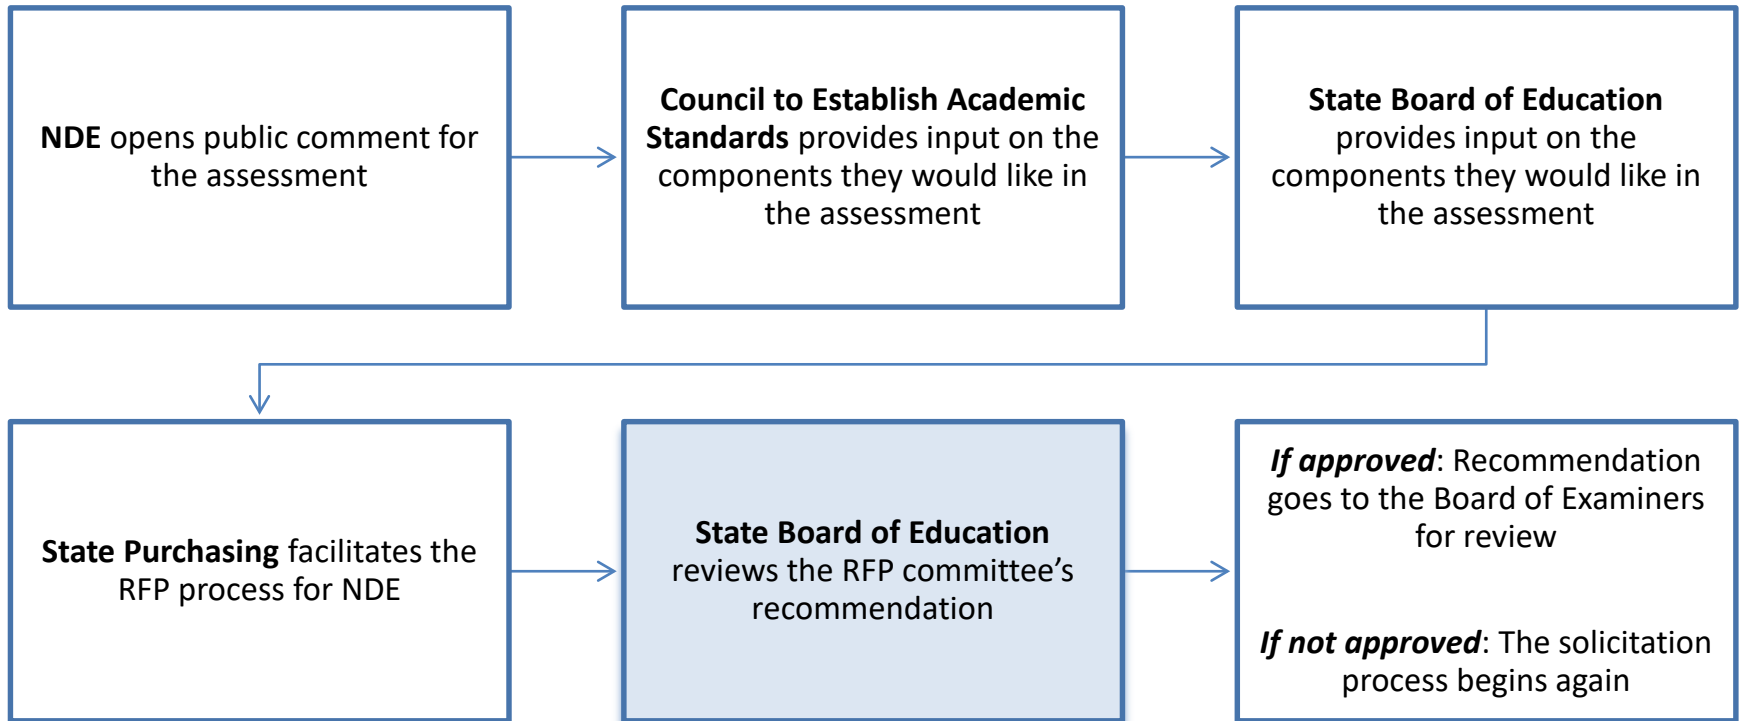 NDE opens public comment for
the assessment
Council to Establish Academic
Standards provides input on the
components they would like in
the assessment
State Board of Education
provides input on the
components they would like in
the assessment
State Purchasing facilitates the
RFP process for NDE
State Board of Education
reviews the RFP committee’s
recommendation
If approved: Recommendation
goes to the Board of Examiners
for review
If not approved: The solicitation
process begins again